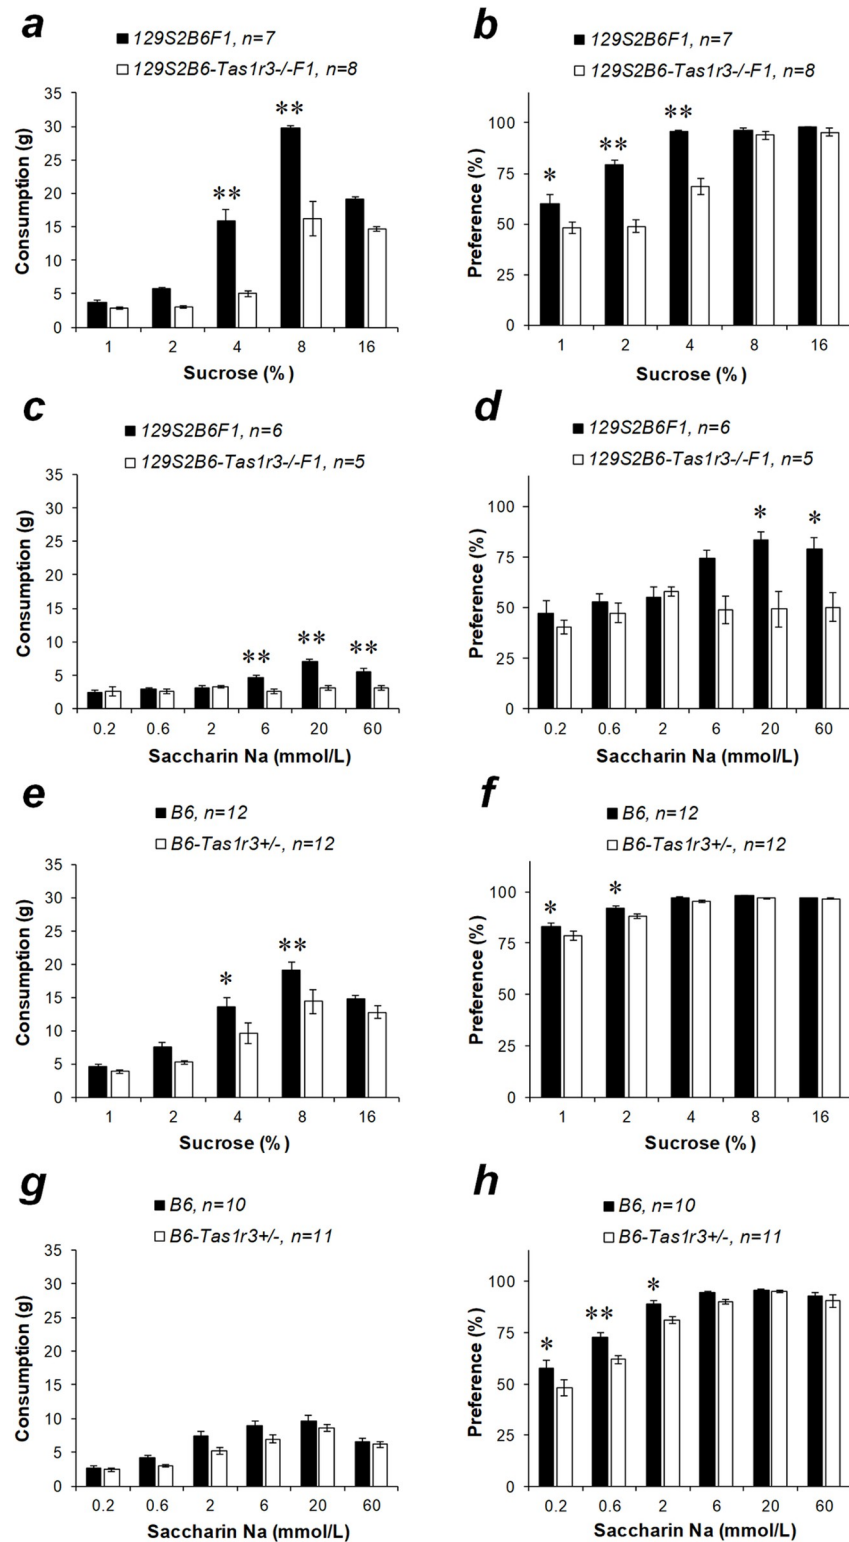 a
129S2B6F1, n=7
129S2B6-Tas1r3-/-F1, n=8
Consumption (g)
35
30
25
20
15
10
5
0
**
**
1 2 4 8 16
Sucrose (%)
b
129S2B6F1, n=7
129S2B6-Tas1r3-/-F1, n=8
Preference (%)
100
75
50
25
0
*
**
**
1 2 4 8 16
Sucrose (%)
c
129S2B6F1, n=6
129S2B6-Tas1r3-/-F1, n=5
Consumption (g)
35
30
25
20
15
10
5
0
**
**
**
0.2 0.6 2 6 20 60
Saccharin Na (mmol/L)
d
129S2B6F1, n=6
129S2B6-Tas1r3-/-F1, n=5
Preference (%)
100
75
50
25
0
*
*
0.2 0.6 2 6 20 60
Saccharin Na (mmol/L)
e
B6, n=12
B6-Tas1r3+/-, n=12
Consumption (g)
35
30
25
20
15
10
5
0
*
**
1 2 4 8 16
Sucrose (%)
f
B6, n=12
B6-Tas1r3+/-, n=12
Preference (%)
100
75
50
25
0
*
*
1 2 4 8 16
Sucrose (%)
g
B6, n=10
B6-Tas1r3+/-, n=11
Consumption (g)
35
30
25
20
15
10
5
0
0.2 0.6 2 6 20 60
Saccharin Na (mmol/L)
h
B6, n=10
B6-Tas1r3+/-, n=11
Preference (%)
100
75
50
25
0
*
**
*
0.2 0.6 2 6 20 60
Saccharin Na (mmol/L)